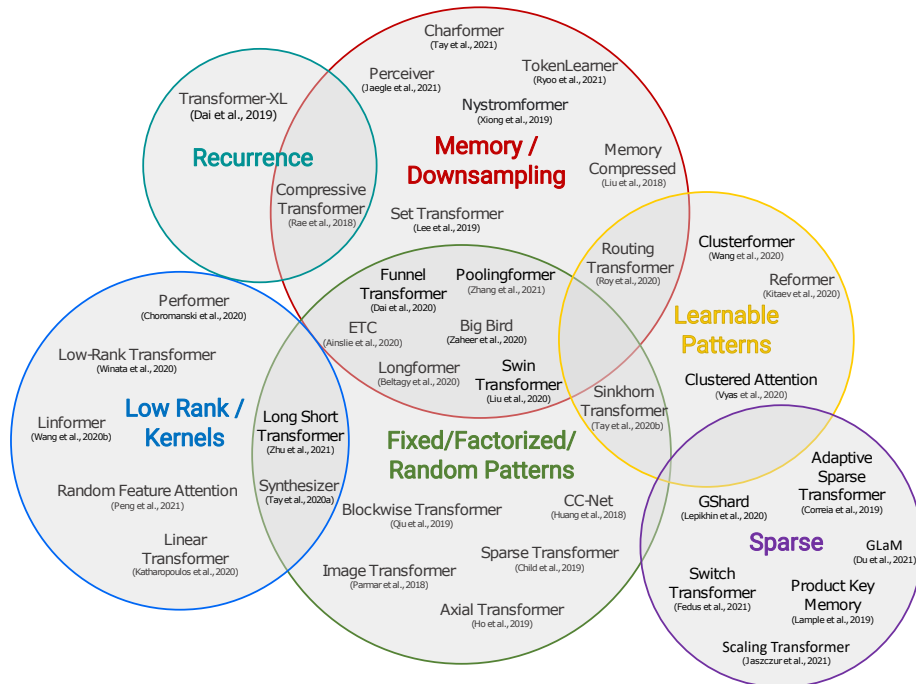 Charformer
(Tay et al., 2021)
TokenLearner
(Ryoo et al., 2021)
Perceiver
(Jaegle et al., 2021)
Nystromformer
(Xiong et al., 2019)
Memory /
Downsampling
Memory
Compressed
(Liu et al., 2018)
Transformer-XL
(Dai et al., 2019)
Recurrence
Compressive
Transformer
(Rae et al., 2018)
Set Transformer
(Lee et al., 2019)
Funnel
Transformer
(Dai et al., 2020)
Poolingformer
(Zhang et al., 2021)
ETC
(Ainslie et al., 2020)
Big Bird
(Zaheer et al., 2020)
Longformer
(Beltagy et al., 2020)
Swin
Transformer
(Liu et al., 2020)
Routing
Transformer
(Roy et al., 2020)
Clusterformer
(Wang et al., 2020)
Reformer
(Kitaev et al., 2020)
Learnable
Patterns
Clustered Attention
(Vyas et al., 2020)
Sinkhorn
Transformer
(Tay et al., 2020b)
Performer
(Choromanski et al., 2020)
Low-Rank Transformer
(Winata et al., 2020)
Linformer
(Wang et al., 2020b)
Low Rank /
Kernels
Long Short
Transformer
(Zhu et al., 2021)
Synthesizer
(Tay et al., 2020a)
Random Feature Attention
(Peng et al., 2021)
Linear
Transformer
(Katharopoulos et al., 2020)
Fixed/Factorized/
Random Patterns
Blockwise Transformer
(Qiu et al., 2019)
CC-Net
(Huang et al., 2018)
Sparse Transformer
(Child et al., 2019)
Image Transformer
(Parmar et al., 2018)
Axial Transformer
(Ho et al., 2019)
Adaptive
Sparse
Transformer
(Correia et al., 2019)
GShard
(Lepikhin et al., 2020)
Sparse
GLaM
(Du et al., 2021)
Switch
Transformer
(Fedus et al., 2021)
Product Key
Memory
(Lample et al., 2019)
Scaling Transformer
(Jaszczur et al., 2021)